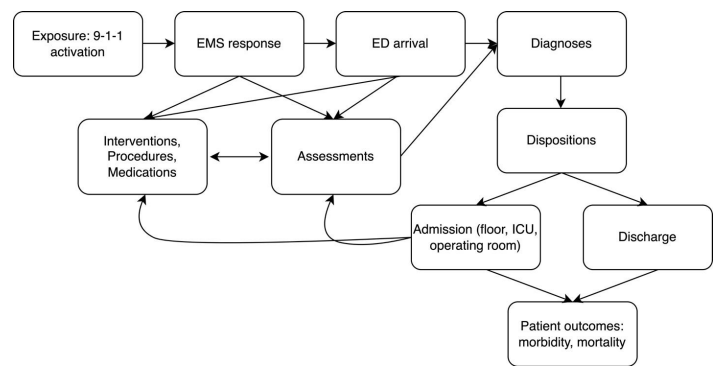 Exposure: 9-1-1
activation
EMS response
ED arrival
Diagnoses
Interventions,
Procedures,
Medications
Assessments
Dispositions
Admission (floor, ICU,
operating room)
Discharge
Patient outcomes:
morbidity, mortality